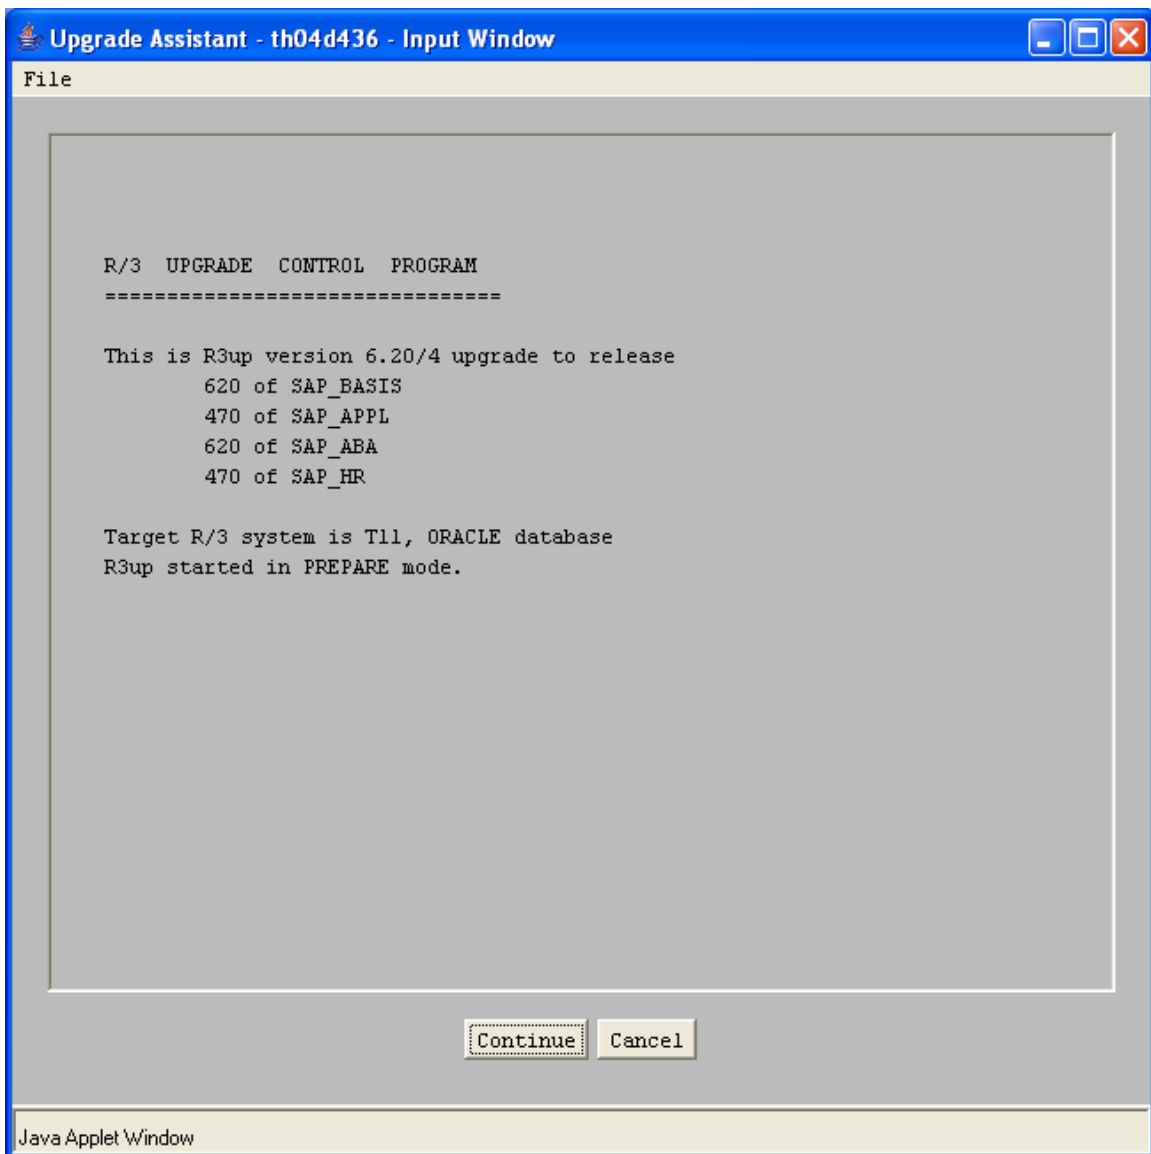 Upgrade Assistant - th04d436 - Input Window
File
R/3 UPGRADE CONTROL PROGRAM
================================
This is R3up version 6.20/4 upgrade to release
620 of SAP_BASIS
470 of SAP_APPL
620 of SAP_ABA
470 of SAP_HR
Target R/3 system is T11, ORACLE database
R3up started in PREPARE mode.
Continue Cancel
Java Applet Window